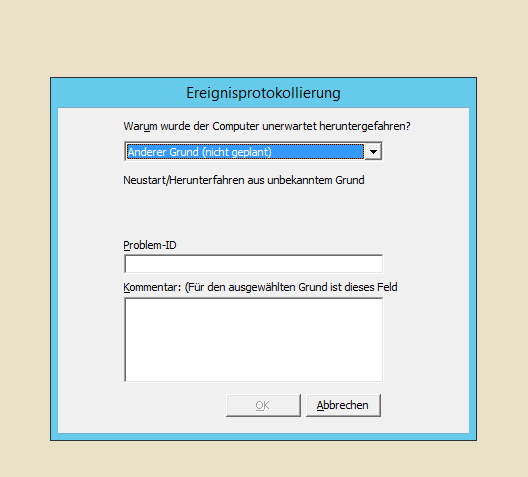 Ereignisprotokollierung
Warum wurde der Computer unerwartet heruntergefahren?
Anderer Grund (nicht geplant)
Neustart/Herunterfahren aus unbekanntem Grund
Problem-ID
Kommentar: (Für den ausgewählten Grund ist dieses Feld
OK
Abbrechen